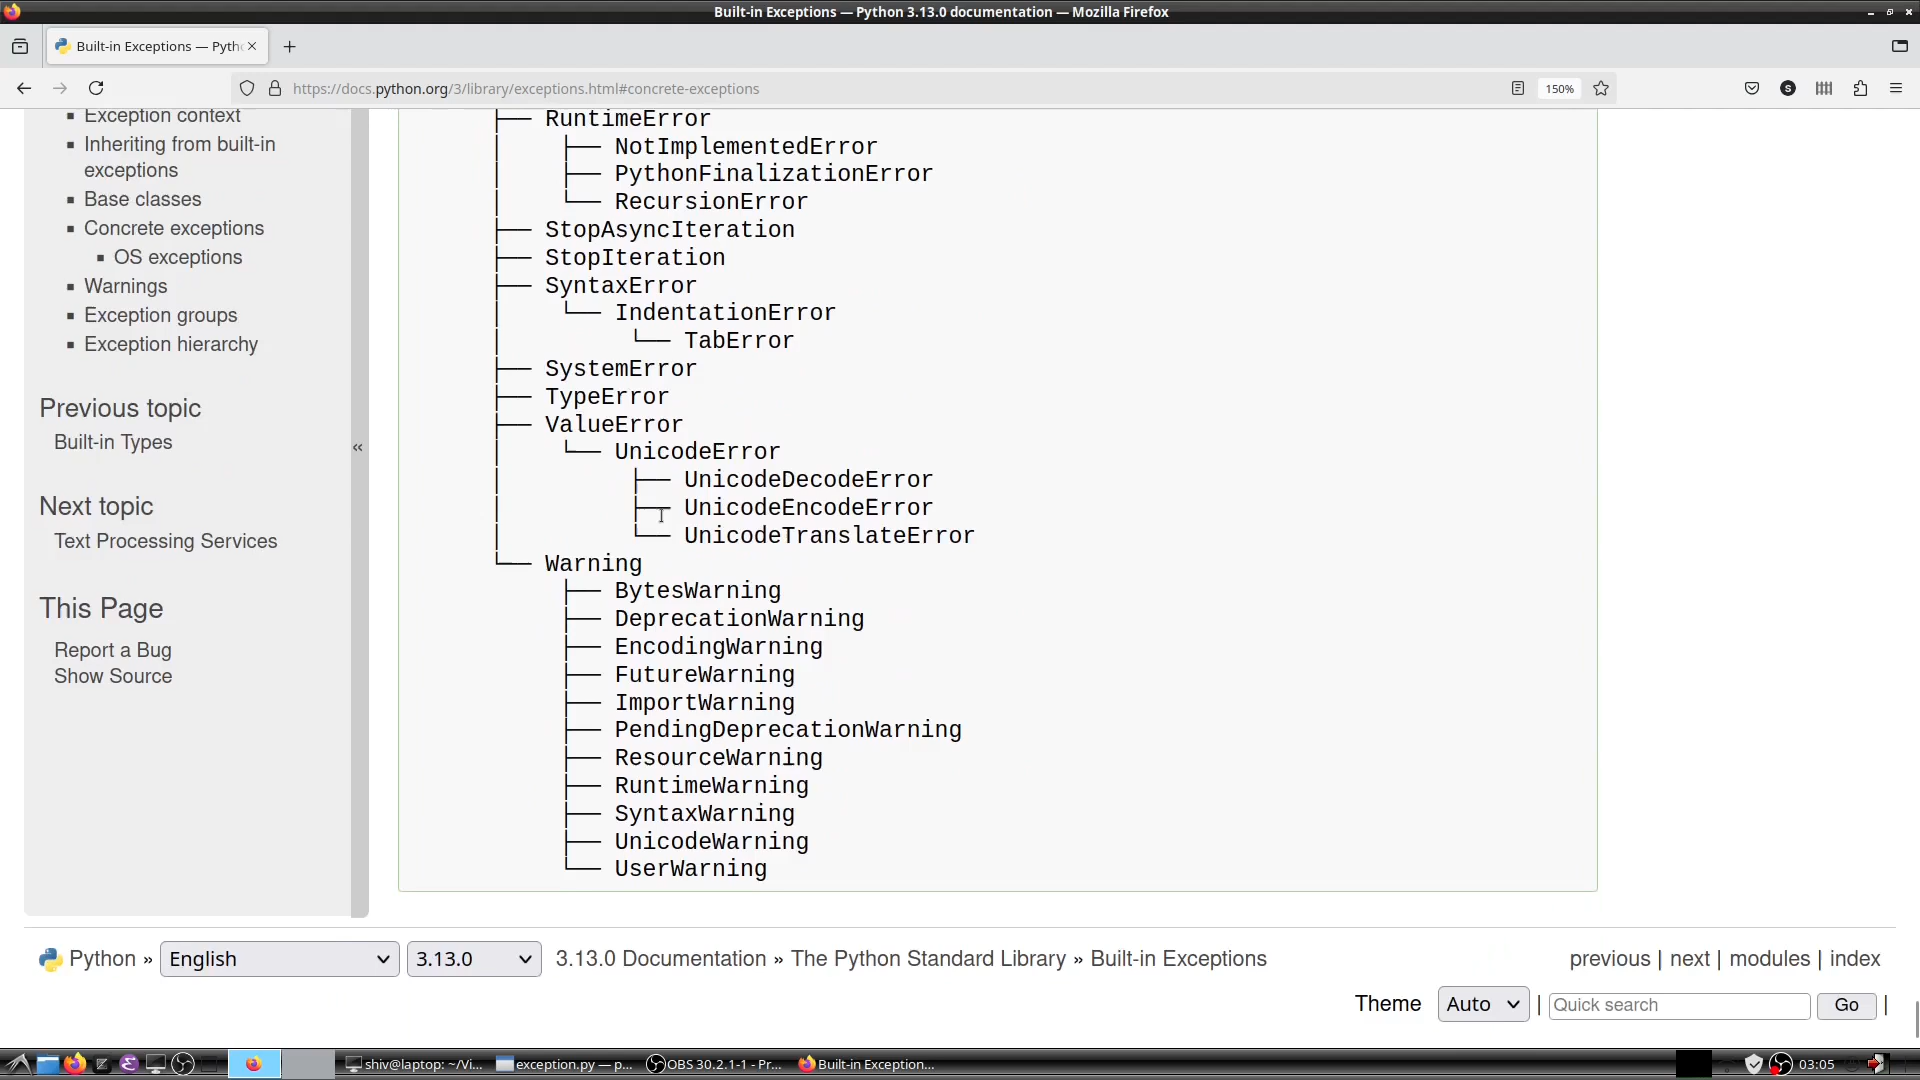 Built-in Exceptions — Python 3.13.0 documentation — Mozilla Firefox
Built-in Exceptions — Pyth
https://docs.python.org/3/library/exceptions.html#concrete-exceptions
150%
S
Exception context
Inheriting from built-in
exceptions
Base classes
Concrete exceptions
OS exceptions
Warnings
Exception groups
Exception hierarchy
Previous topic
Built-in Types
Next topic
Text Processing Services
This Page
Report a Bug
Show Source
«
├── RuntimeError
│    ├── NotImplementedError
│    ├── PythonFinalizationError
│    └── RecursionError
├── StopAsyncIteration
├── StopIteration
├── SyntaxError
│    └── IndentationError
│         └── TabError
├── SystemError
├── TypeError
├── ValueError
│    └── UnicodeError
│         ├── UnicodeDecodeError
│         ├── UnicodeEncodeError
│         └── UnicodeTranslateError
└── Warning
     ├── BytesWarning
     ├── DeprecationWarning
     ├── EncodingWarning
     ├── FutureWarning
     ├── ImportWarning
     ├── PendingDeprecationWarning
     ├── ResourceWarning
     ├── RuntimeWarning
     ├── SyntaxWarning
     ├── UnicodeWarning
     └── UserWarning
Python » English 3.13.0 3.13.0 Documentation » The Python Standard Library » Built-in Exceptions previous | next | modules | index
Theme Auto | Quick search Go |
shiv@laptop: ~/Vi... exception.py — p... OBS 30.2.1-1 - Pr... Built-in Exception... 03:05